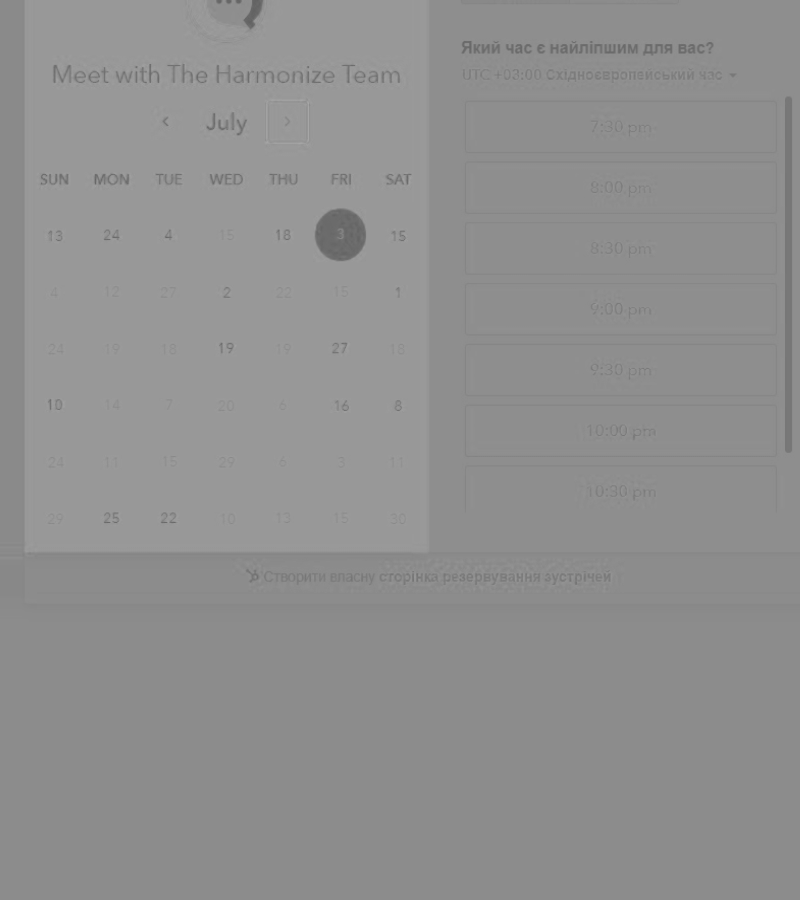 Meet with The Harmonize Team
July
SUN MON TUE WED THU FRI SAT
13 24 4 15 18 3 15
4 12 27 2 22 15 1
24 19 18 19 19 27 18
10 14 7 20 6 16 8
24 11 15 29 6 3 11
29 25 22 10 13 15 30
Який час є найліпшим для вас?
UTC +03:00 Східноєвропейський час
7:30 pm
8:00 pm
8:30 pm
9:00 pm
9:30 pm
10:00 pm
10:30 pm
Створити власну сторінка резервування зустрічей